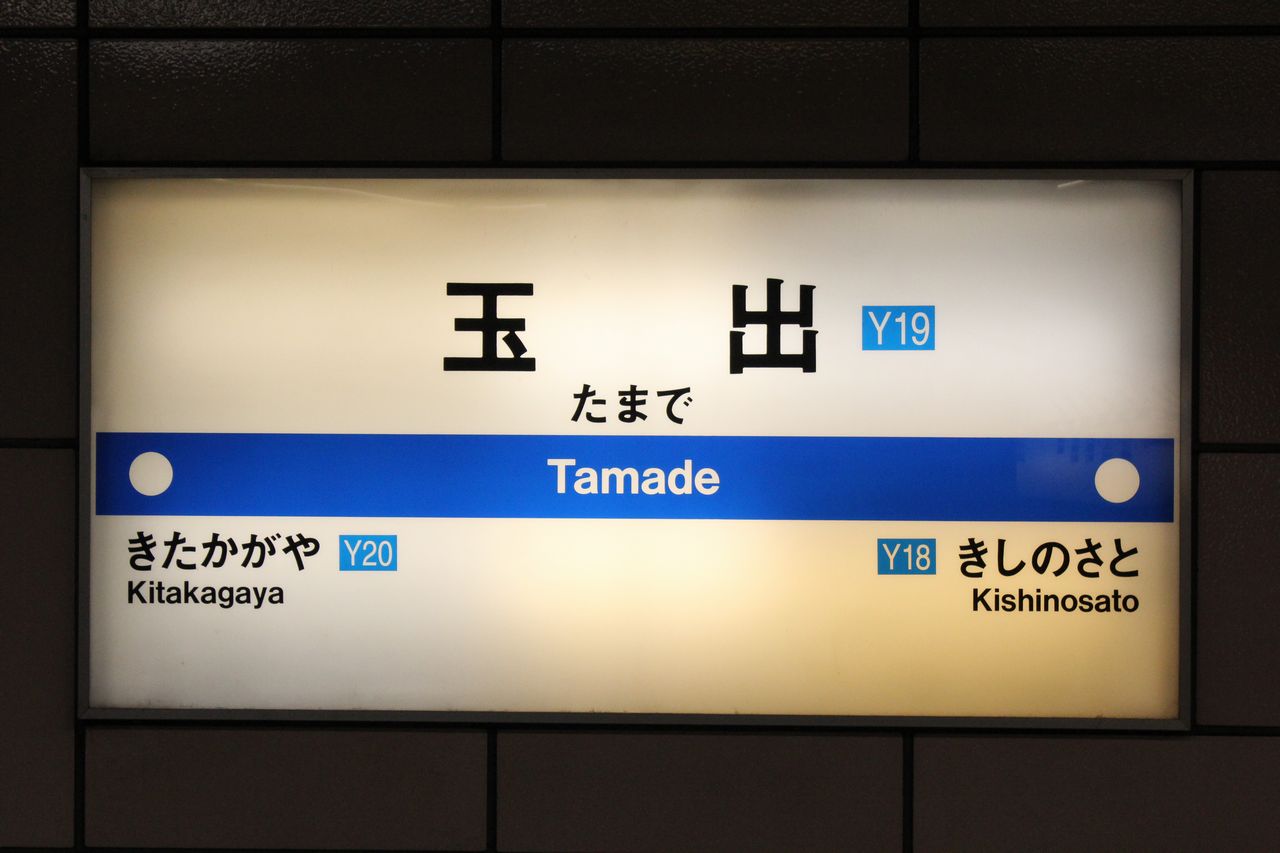 玉出 Y19
たまで
Tamade
きたかがや Y20
Kitakagaya
Y18 きしのさと
Kishinosato